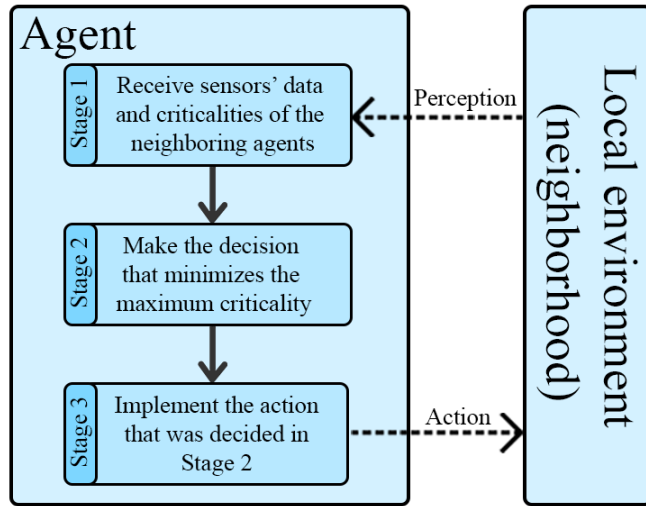 Agent
Stage 1
Receive sensors’ data
and criticalities of the
neighboring agents
Perception
Stage 2
Make the decision
that minimizes the
maximum criticality
Stage 3
Implement the action
that was decided in
Stage 2
Action
Local environment
(neighborhood)